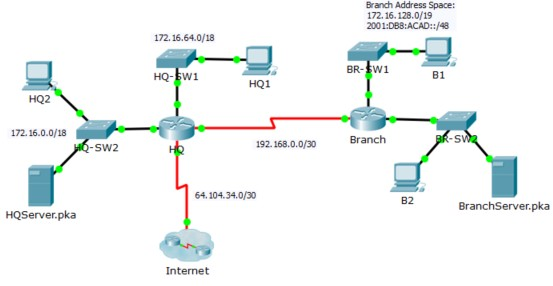 Branch Address Space:
172.16.128.0/19
2001:DB8:ACAD::/48
172.16.64.0/18
HQ-SW1
HQ1
BR-SW1
B1
HQ2
172.16.0.0/18
HQ-SW2
HQ
192.168.0.0/30
Branch
BR-SW2
64.104.34.0/30
HQServer.pka
B2
BranchServer.pka
Internet